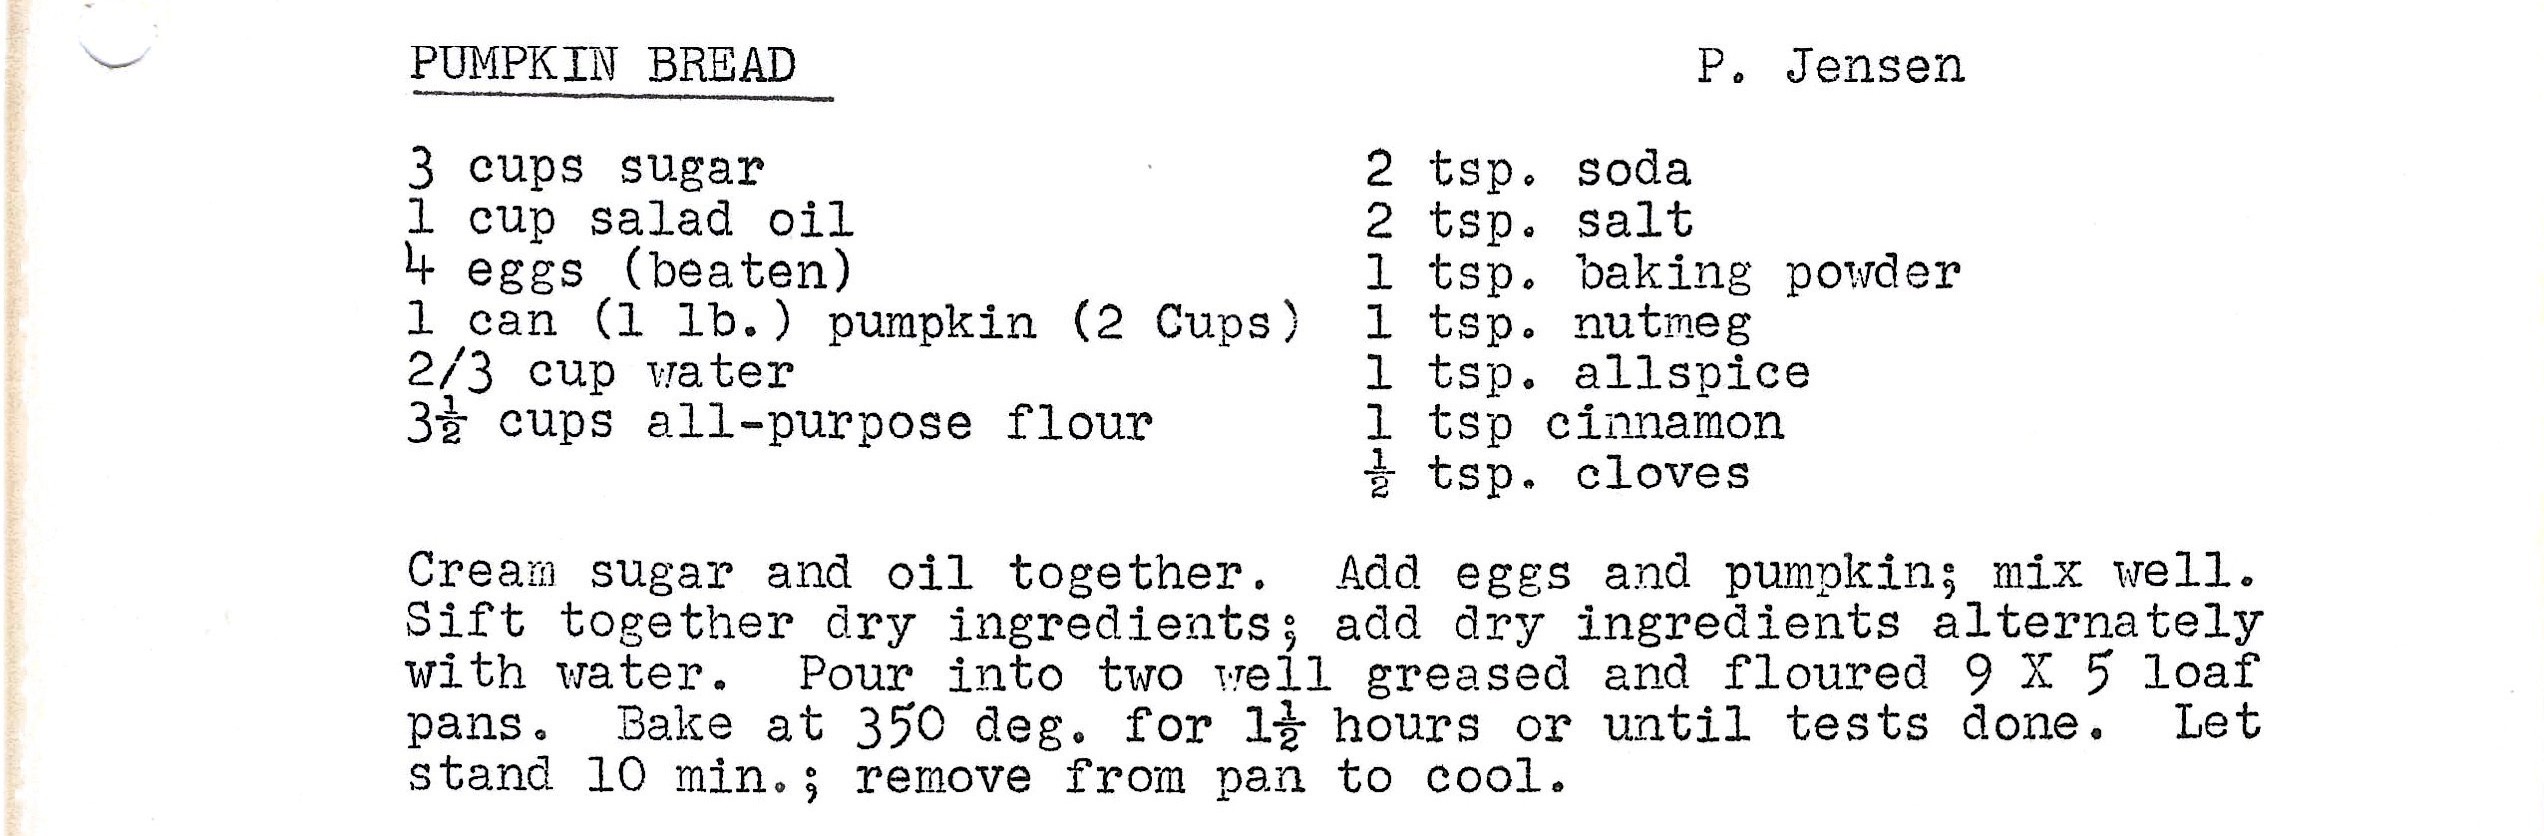 PUMPKIN BREAD P. Jensen
3 cups sugar
1 cup salad oil
4 eggs (beaten)
1 can (1 lb.) pumpkin (2 Cups)
2/3 cup water
3½ cups all-purpose flour
2 tsp. soda
2 tsp. salt
1 tsp. baking powder
1 tsp. nutmeg
1 tsp. allspice
1 tsp cinnamon
½ tsp. cloves
Cream sugar and oil together. Add eggs and pumpkin; mix well.
Sift together dry ingredients; add dry ingredients alternately
with water. Pour into two well greased and floured 9 X 5 loaf
pans. Bake at 350 deg. for 1½ hours or until tests done. Let
stand 10 min.; remove from pan to cool.